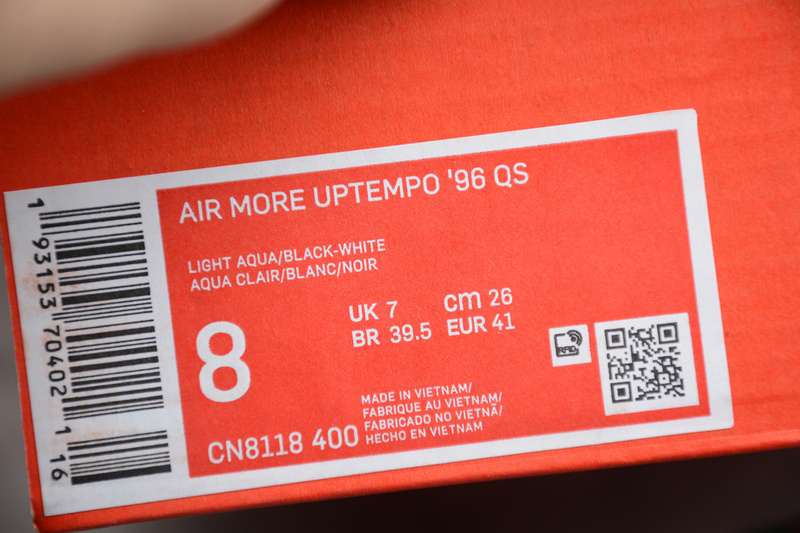 AIR MORE UPTEMPO '96 QS
LIGHT AQUA/BLACK-WHITE
AQUA CLAIR/BLANC/NOIR
8
UK 7 cm 26
BR 39.5 EUR 41
RFID
MADE IN VIETNAM/
FABRIQUE AU VIETNAM/
FABRICADO NO VIETNÃ/
HECHO EN VIETNAM
CN8118 400
1 93153 70402 1 16